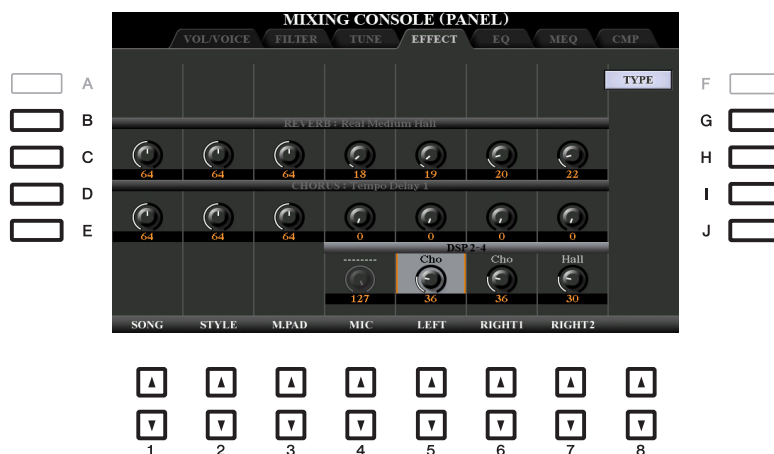 MIXING CONSOLE (PANEL)
VOL/VOICE FILTER TUNE EFFECT EQ MEQ CMP
A TYPE F
B G
REVERB : Real Medium Hall
C H
64 64 64 18 19 20 22
CHORUS : Tempo Delay 1
D I
E J
64 64 64 0 0 0 0
DSP 2-4
-------- Cho Cho Hall
127 36 36 30
SONG STYLE M.PAD MIC LEFT RIGHT1 RIGHT2
1 2 3 4 5 6 7 8